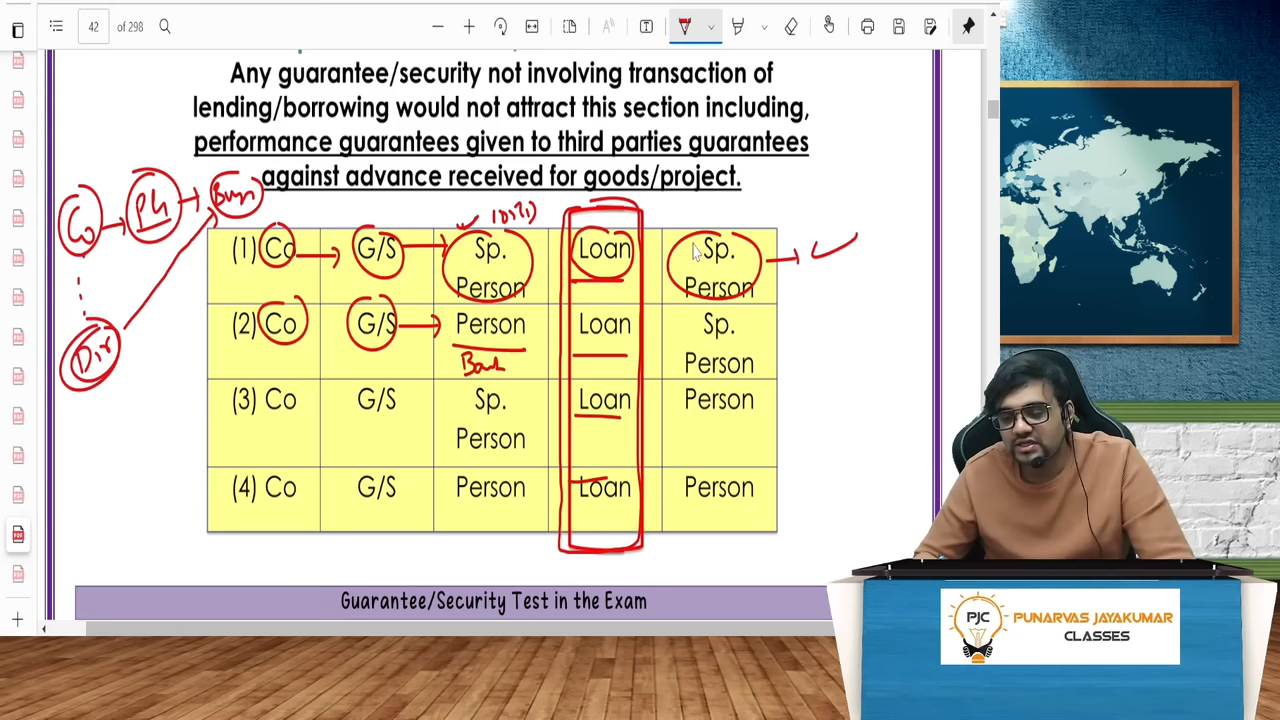 42 of 298
Any guarantee/security not involving transaction of
lending/borrowing would not attract this section including,
performance guarantees given to third parties guarantees
against advance received for goods/project.
Co
Dir
(1) Co G/S Sp. Person Loan Sp. Person
(2) Co G/S Person Loan Sp. Person
Bank
(3) Co G/S Sp. Person Loan Person
(4) Co G/S Person Loan Person
Guarantee/Security Test in the Exam
PJC
PUNARVAS JAYAKUMAR
CLASSES